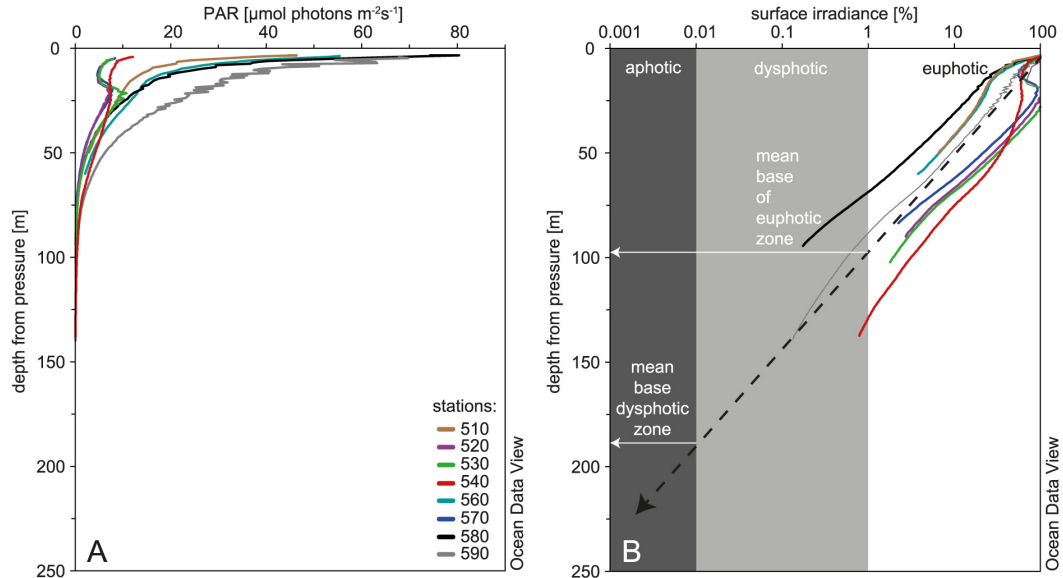 PAR [µmol photons m⁻²s⁻¹]
0 20 40 60 80
0
50
100
150
200
250
depth from pressure [m]
stations:
510
520
530
540
560
570
580
590
A
Ocean Data View
surface irradiance [%]
0.001 0.01 0.1 1 10 100
0
50
100
150
200
250
depth from pressure [m]
aphotic
dysphotic
euphotic
mean
base
of
euphotic
zone
mean
base
dysphotic
zone
B
Ocean Data View